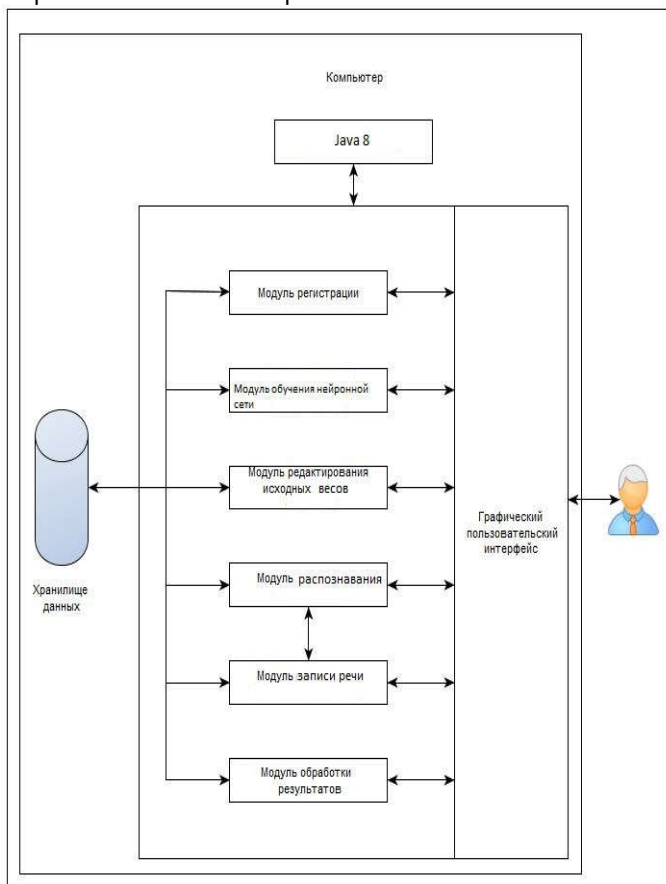 Компьютер
Java 8
Модуль регистрации
Модуль обучения нейронной
сети
Модуль редактирования
исходных весов
Графический
пользовательский
интерфейс
Модуль распознавания
Хранилище
данных
Модуль записи речи
Модуль обработки
результатов